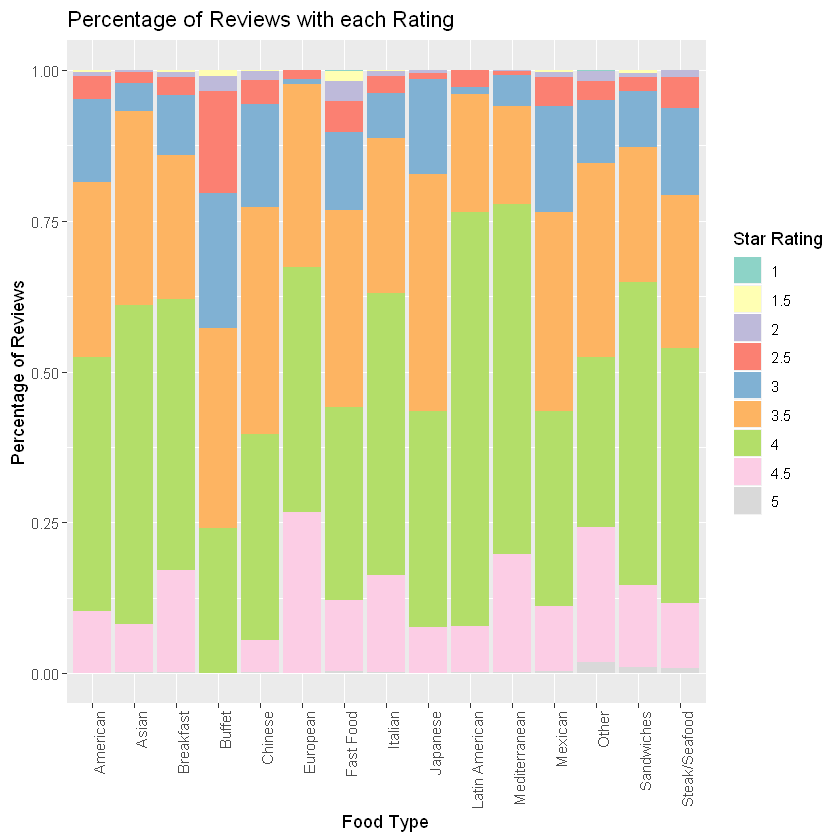 Percentage of Reviews with each Rating
Percentage of Reviews
1.00
0.75
0.50
0.25
0.00
American
Asian
Breakfast
Buffet
Chinese
European
Fast Food
Italian
Japanese
Latin American
Mediterranean
Mexican
Other
Sandwiches
Steak/Seafood
Food Type
Star Rating
1
1.5
2
2.5
3
3.5
4
4.5
5